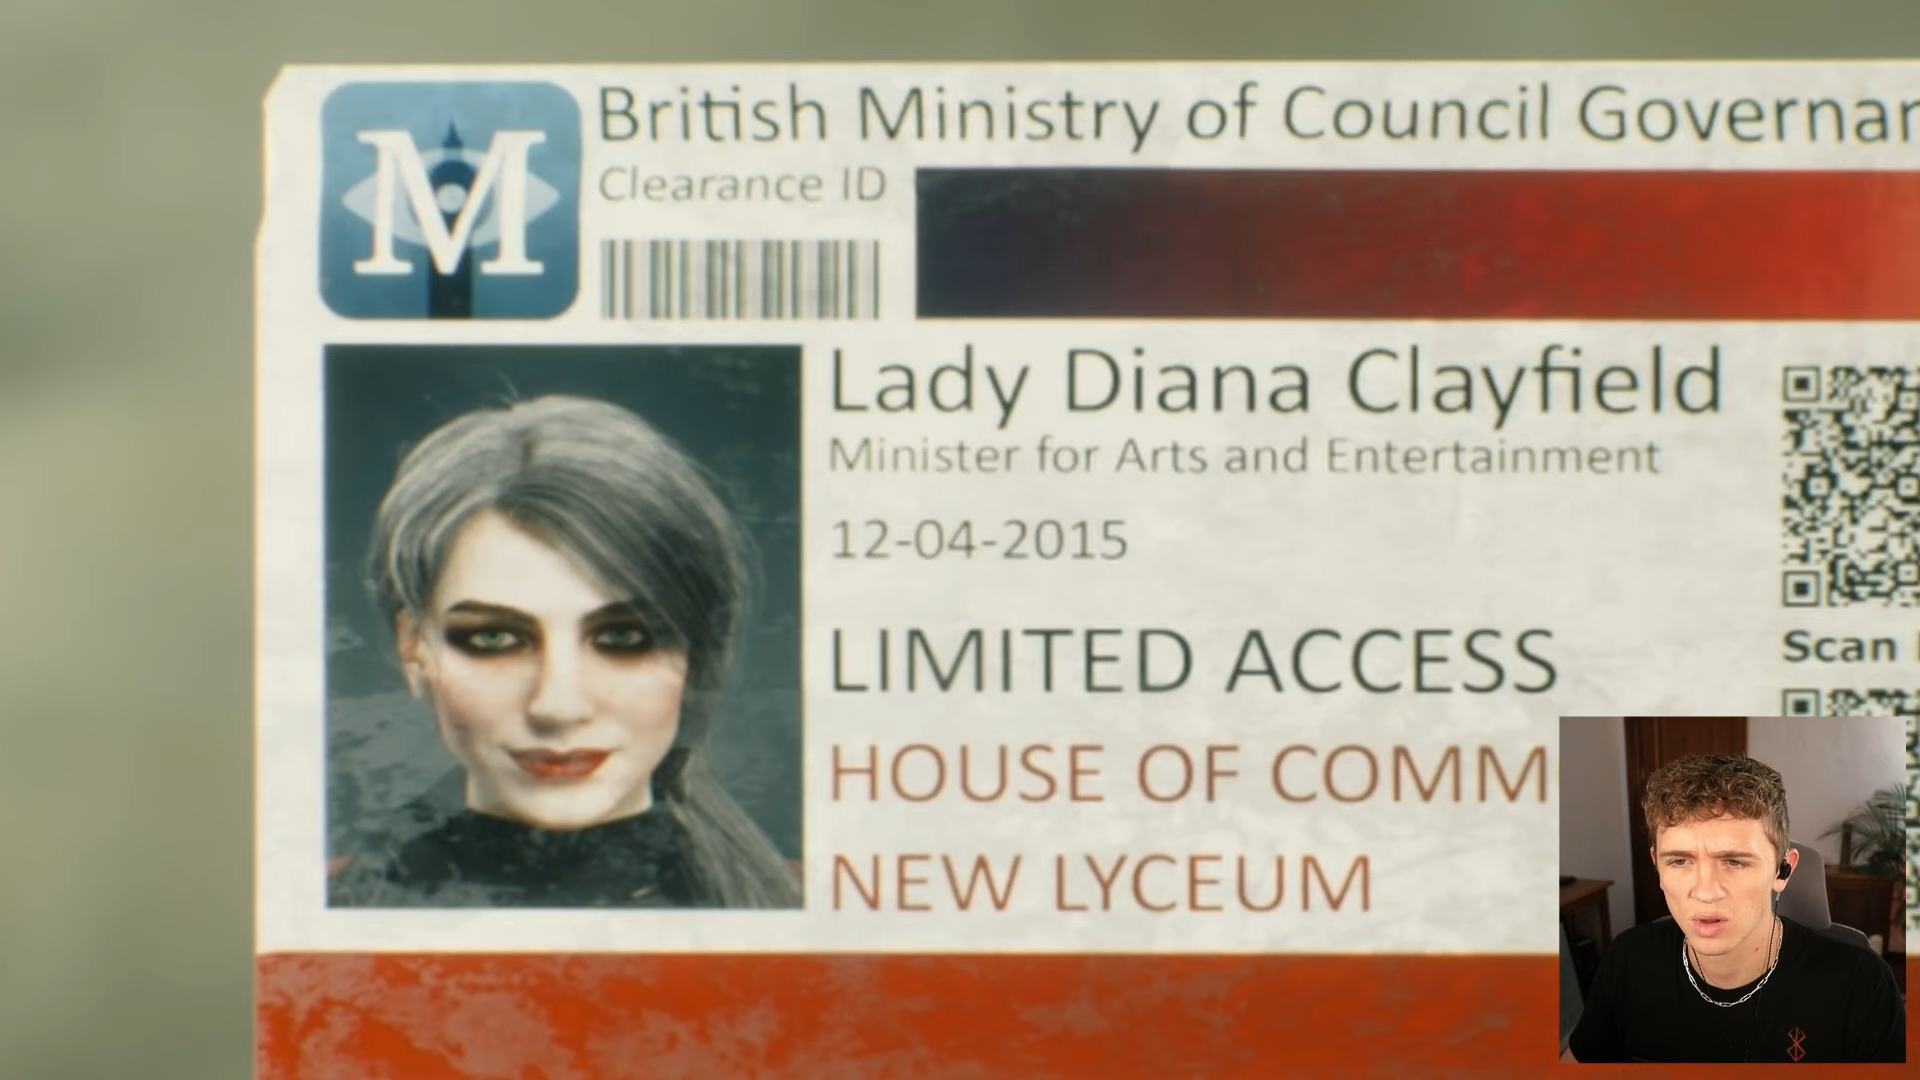 M
British Ministry of Council Governan
Clearance ID
Lady Diana Clayfield
Minister for Arts and Entertainment
12-04-2015
LIMITED ACCESS
HOUSE OF COMM
NEW LYCEUM
Scan